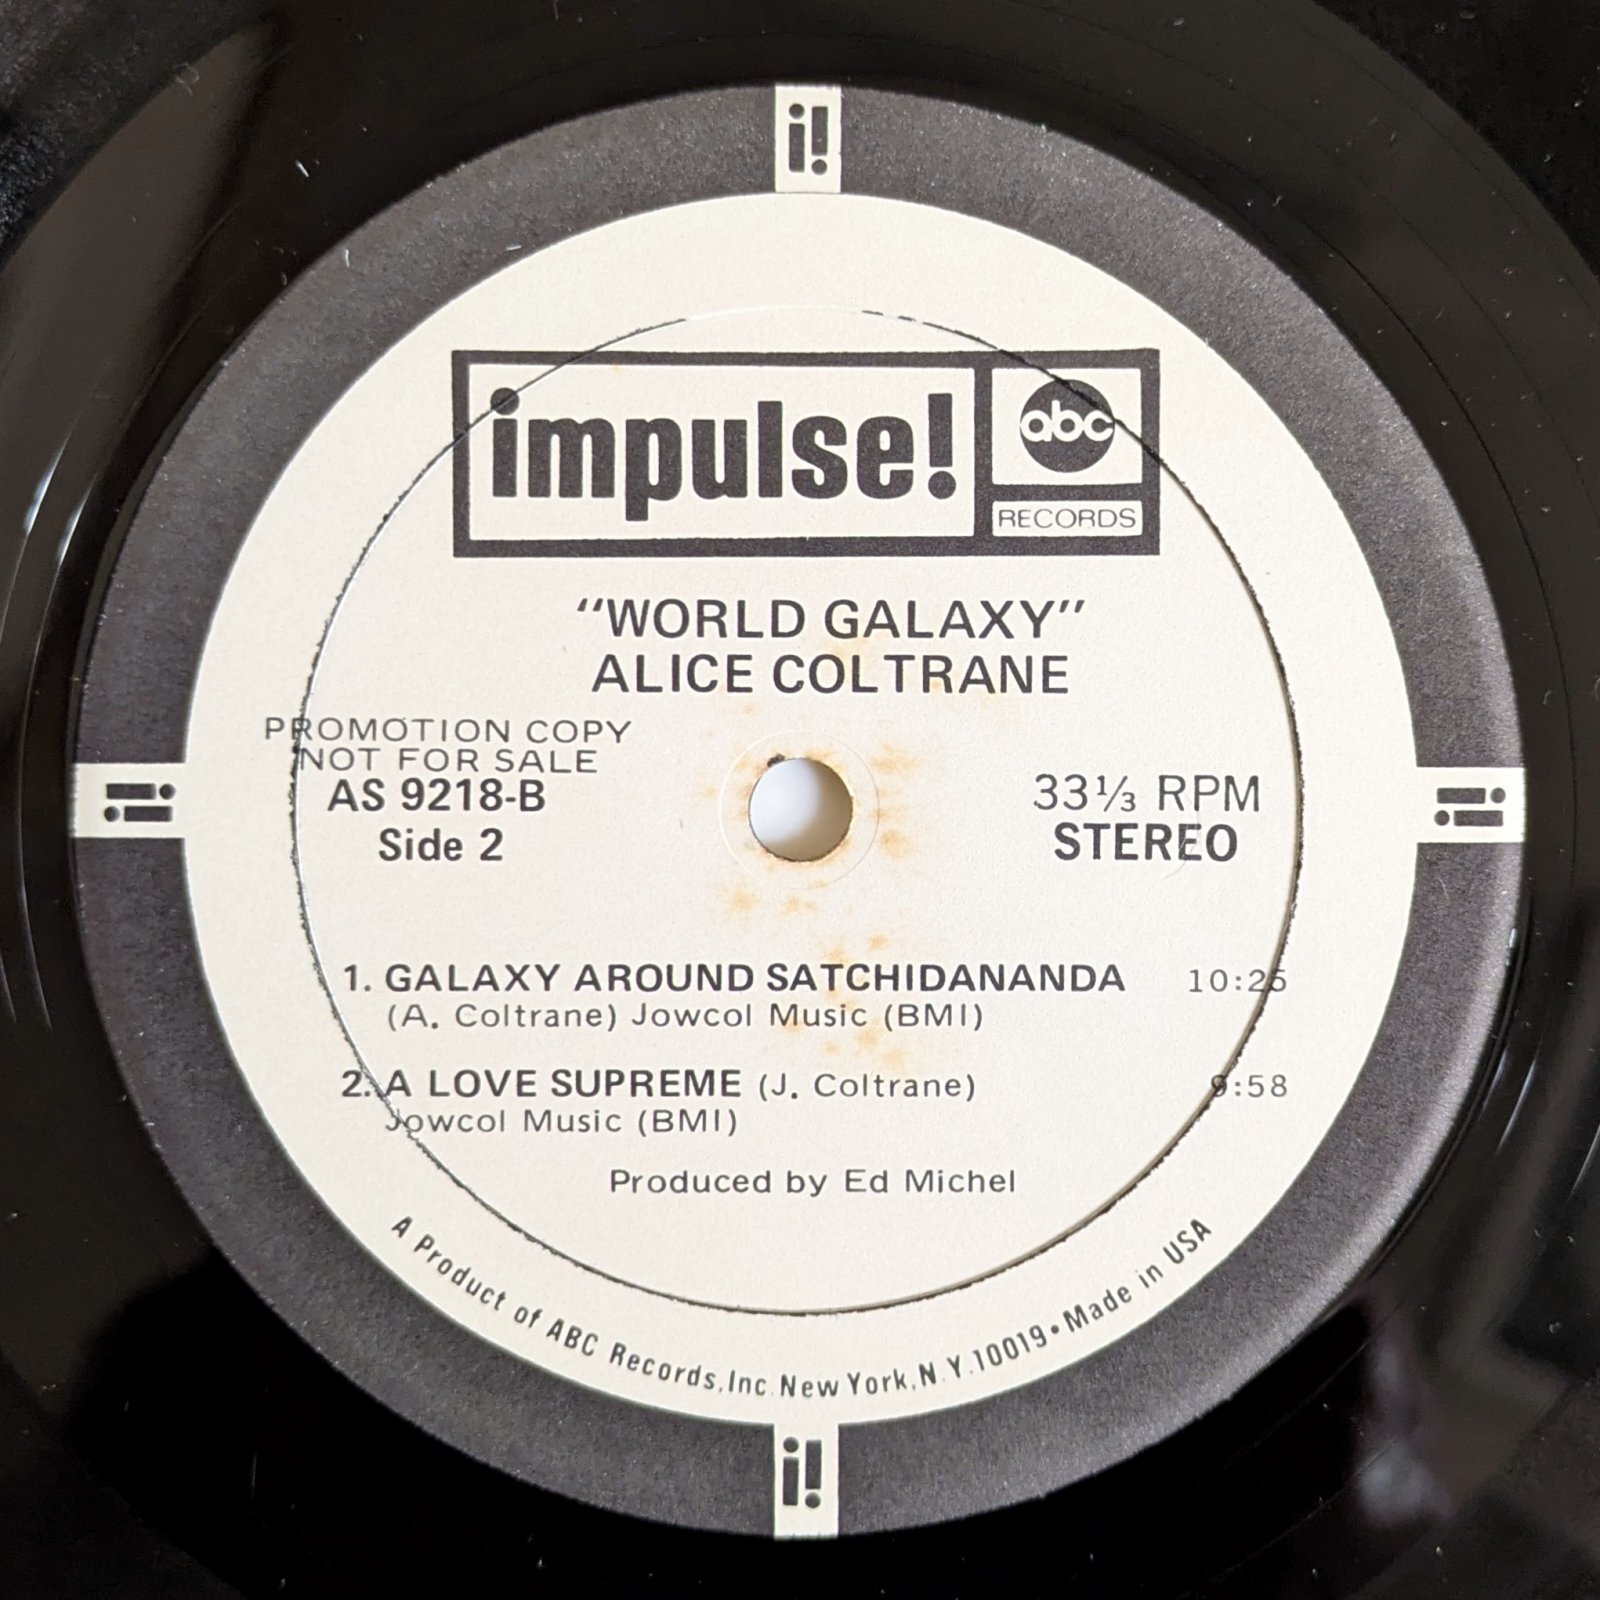 i!
impulse!
abc
RECORDS
“WORLD GALAXY”
ALICE COLTRANE
PROMOTION COPY
NOT FOR SALE
AS 9218-B
Side 2
33⅓ RPM
STEREO
i!
i!
1. GALAXY AROUND SATCHIDANANDA 10:25
(A. Coltrane) Jowcol Music (BMI)
2. A LOVE SUPREME (J. Coltrane) 9:58
Jowcol Music (BMI)
Produced by Ed Michel
A Product of ABC Records, Inc. New York, N.Y. 10019 • Made in USA
i!